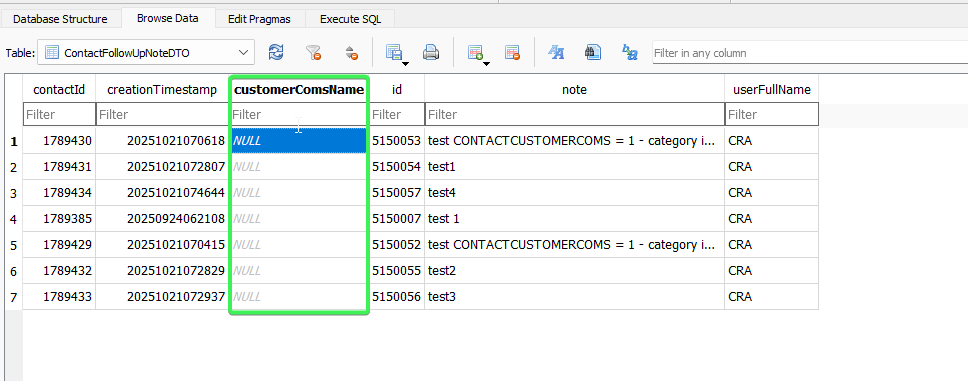 Database Structure Browse Data Edit Pragmas Execute SQL
Table: ContactFollowUpNoteDTO Filter in any column
contactId creationTimestamp customerComsName id note userFullName
Filter Filter Filter Filter Filter Filter
1 1789430 20251021070618 NULL 5150053 test CONTACTCUSTOMERCOMS = 1 - category i... CRA
2 1789431 20251021072807 NULL 5150054 test1 CRA
3 1789434 20251021074644 NULL 5150057 test4 CRA
4 1789385 20250924062108 NULL 5150007 test 1 CRA
5 1789429 20251021070415 NULL 5150052 test CONTACTCUSTOMERCOMS = 1 - category i... CRA
6 1789432 20251021072829 NULL 5150055 test2 CRA
7 1789433 20251021072937 NULL 5150056 test3 CRA